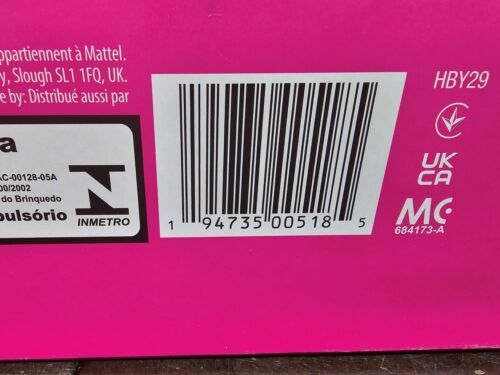 ppartiennent à Mattel.
y, Slough SL1 1FQ, UK.
e by: Distribué aussi par
a
AC-00128-05A
00/2002
do Brinquedo
pulsório
INMETRO
1 94735 00518 5
HBY29
UK
CA
MC
684173-A